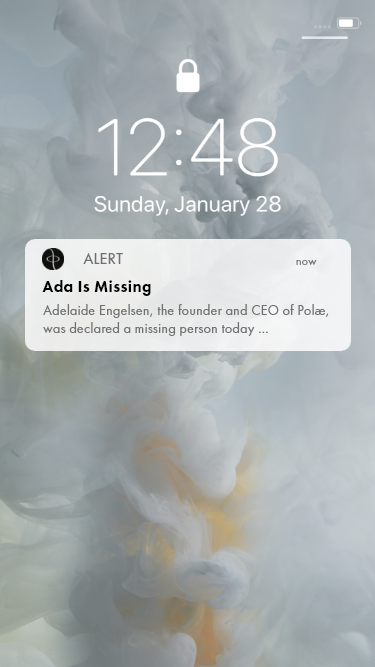 12:48
Sunday, January 28
ALERT
now
Ada Is Missing
Adelaide Engelsen, the founder and CEO of Polæ,
was declared a missing person today ...